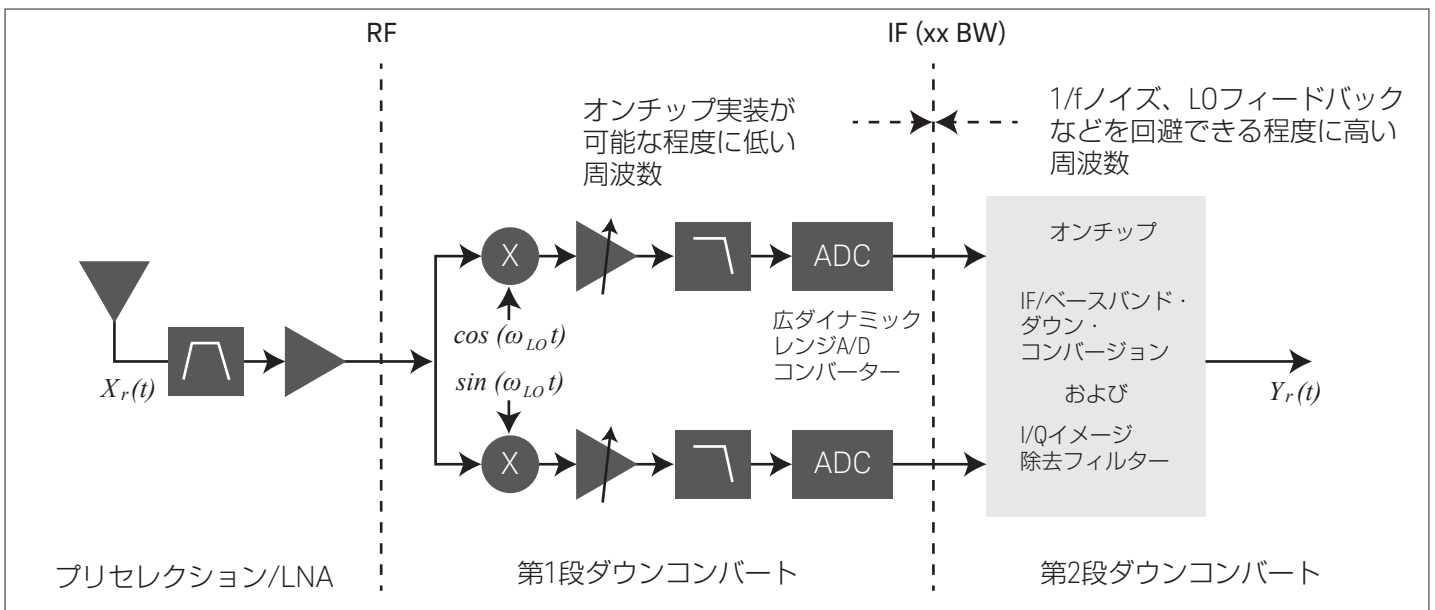 RF
IF (xx BW)
オンチップ実装が
可能な程度に低い
周波数
1/fノイズ、LOフィードバック
などを回避できる程度に高い
周波数
X
ADC
オンチップ
IF/ベースバンド・
ダウン・
コンバージョン
および
I/Qイメージ
除去フィルター
cos (ω_LO t)
広ダイナミック
レンジA/D
コンバーター
X_r(t)
sin (ω_LO t)
Y_r(t)
X
ADC
プリセレクション/LNA
第1段ダウンコンバート
第2段ダウンコンバート